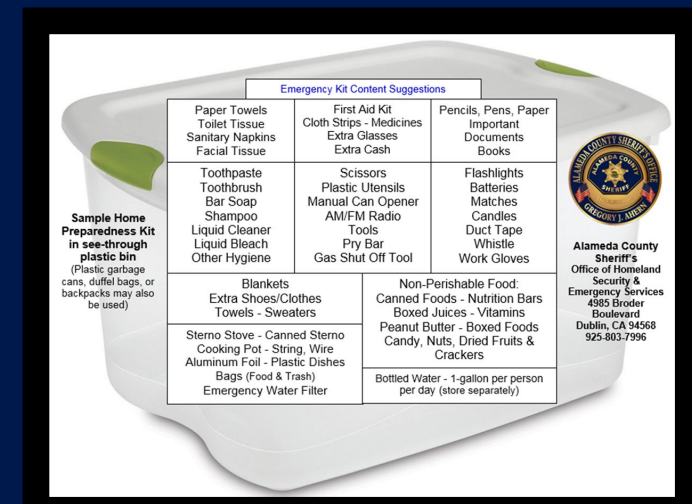 Emergency Kit Content Suggestions
Paper Towels
Toilet Tissue
Sanitary Napkins
Facial Tissue
First Aid Kit
Cloth Strips - Medicines
Extra Glasses
Extra Cash
Pencils, Pens, Paper
Important
Documents
Books
Toothpaste
Toothbrush
Bar Soap
Shampoo
Liquid Cleaner
Liquid Bleach
Other Hygiene
Scissors
Plastic Utensils
Manual Can Opener
AM/FM Radio
Tools
Pry Bar
Gas Shut Off Tool
Flashlights
Batteries
Matches
Candles
Duct Tape
Whistle
Work Gloves
Blankets
Extra Shoes/Clothes
Towels - Sweaters
Non-Perishable Food:
Canned Foods - Nutrition Bars
Boxed Juices - Vitamins
Peanut Butter - Boxed Foods
Candy, Nuts, Dried Fruits &
Crackers
Sterno Stove - Canned Sterno
Cooking Pot - String, Wire
Aluminum Foil - Plastic Dishes
Bags (Food & Trash)
Emergency Water Filter
Bottled Water - 1-gallon per person
per day (store separately)
Sample Home
Preparedness Kit
in see-through
plastic bin
(Plastic garbage
cans, duffel bags, or
backpacks may also
be used)
ALAMEDA COUNTY SHERIFF'S OFFICE
ALAMEDA COUNTY
SHERIFF
GREGORY J. AHERN
Alameda County
Sheriff's
Office of Homeland
Security &
Emergency Services
4985 Broder
Boulevard
Dublin, CA 94568
925-803-7996